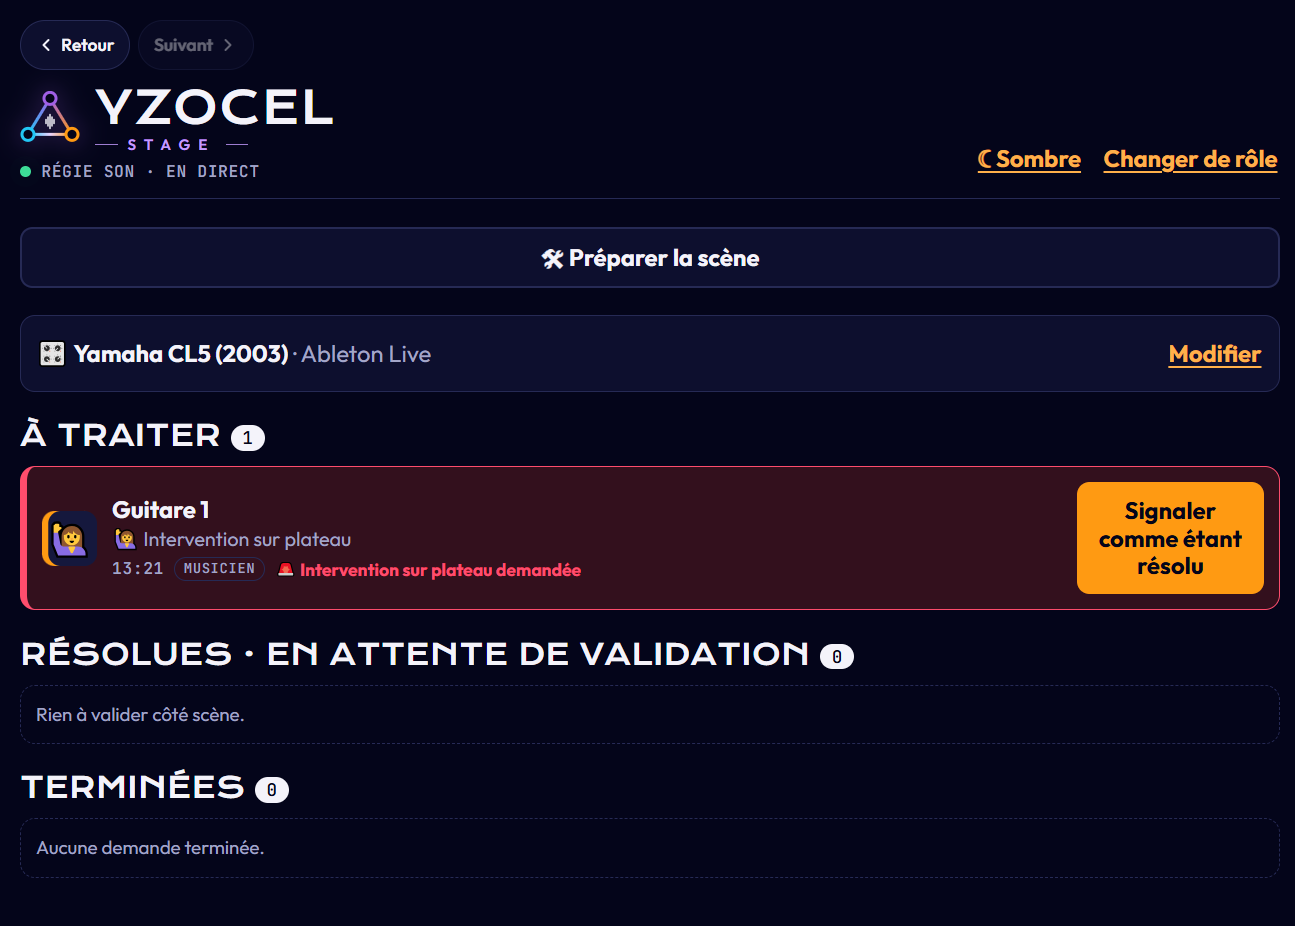 Retour
Suivant
YZOCEL
STAGE
RÉGIE SON · EN DIRECT
Sombre
Changer de rôle
Préparer la scène
Yamaha CL5 (2003) · Ableton Live
Modifier
À TRAITER 1
Guitare 1
Intervention sur plateau
13:21 MUSICIEN Intervention sur plateau demandée
Signaler
comme étant
résolu
RÉSOLUES · EN ATTENTE DE VALIDATION 0
Rien à valider côté scène.
TERMINÉES 0
Aucune demande terminée.